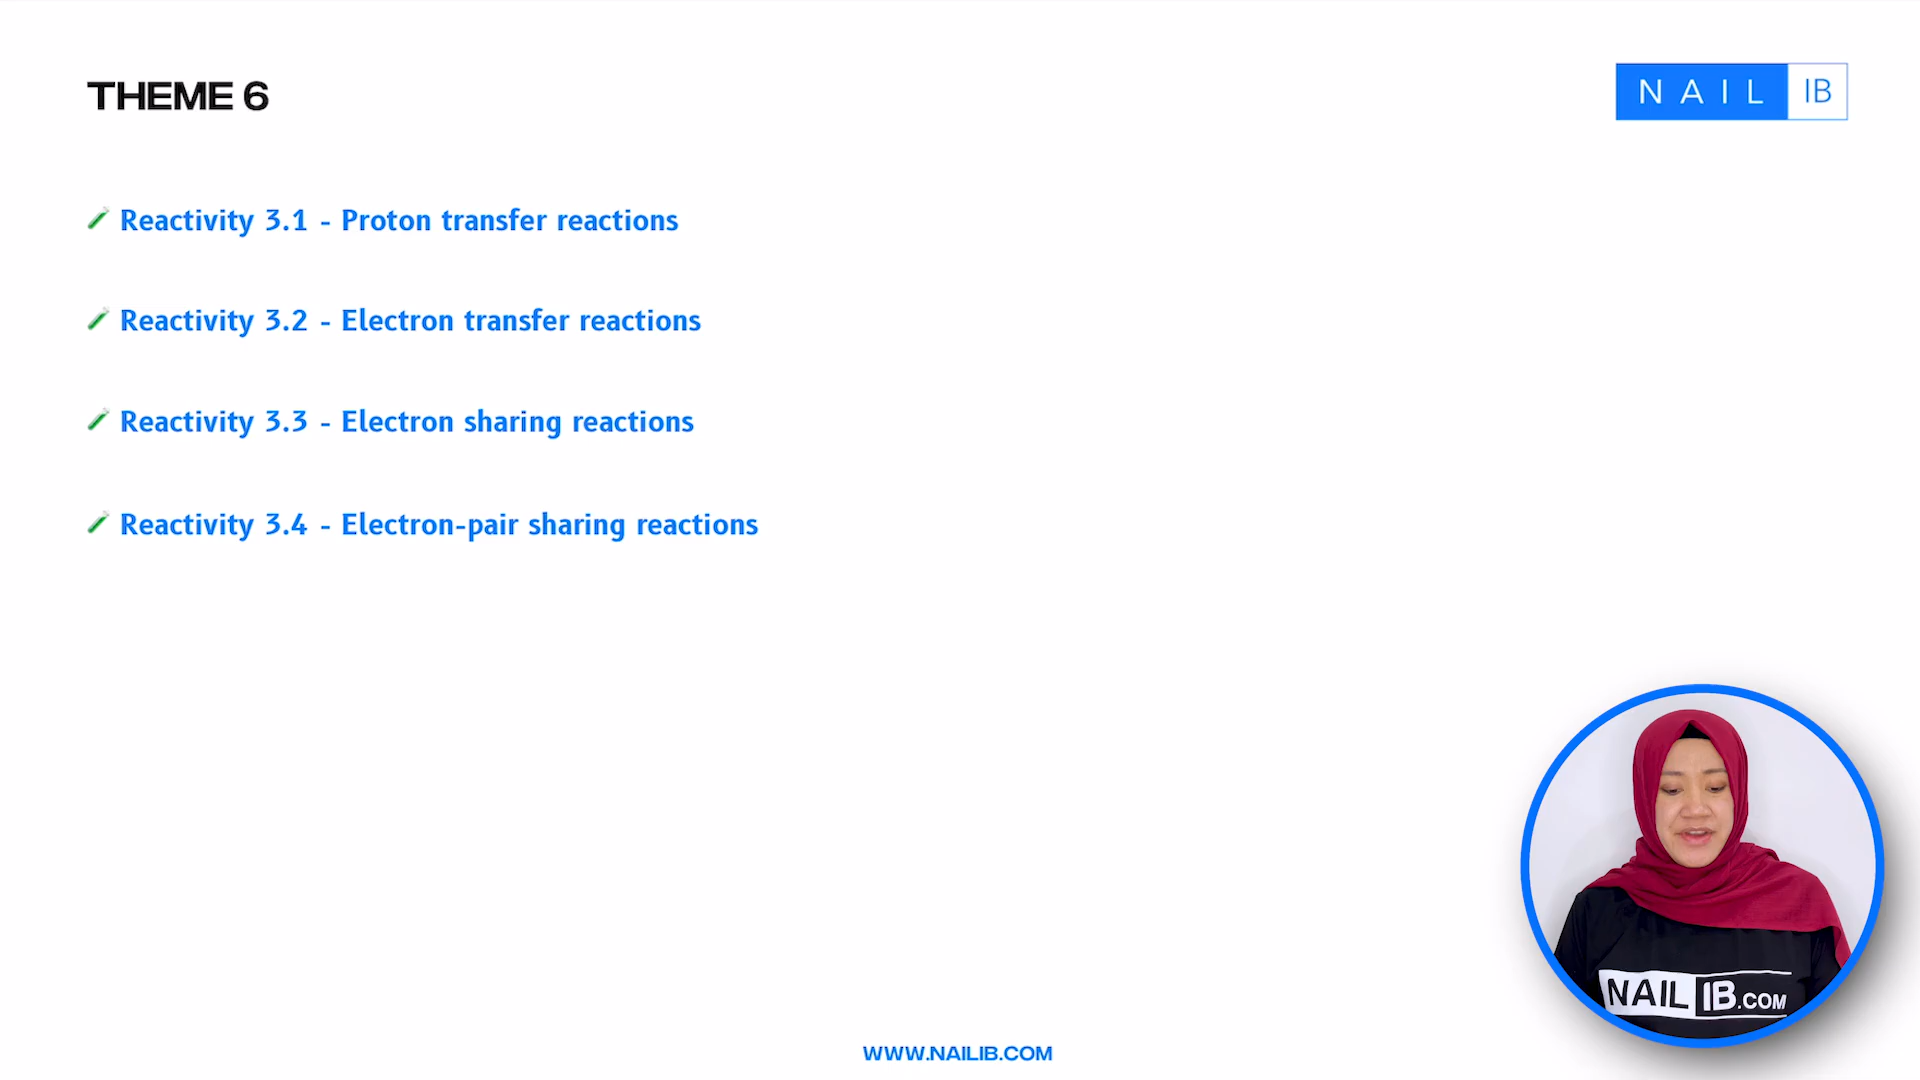 THEME 6
NAIL IB
Reactivity 3.1 - Proton transfer reactions
Reactivity 3.2 - Electron transfer reactions
Reactivity 3.3 - Electron sharing reactions
Reactivity 3.4 - Electron-pair sharing reactions
NAIL IB.COM
WWW.NAILIB.COM